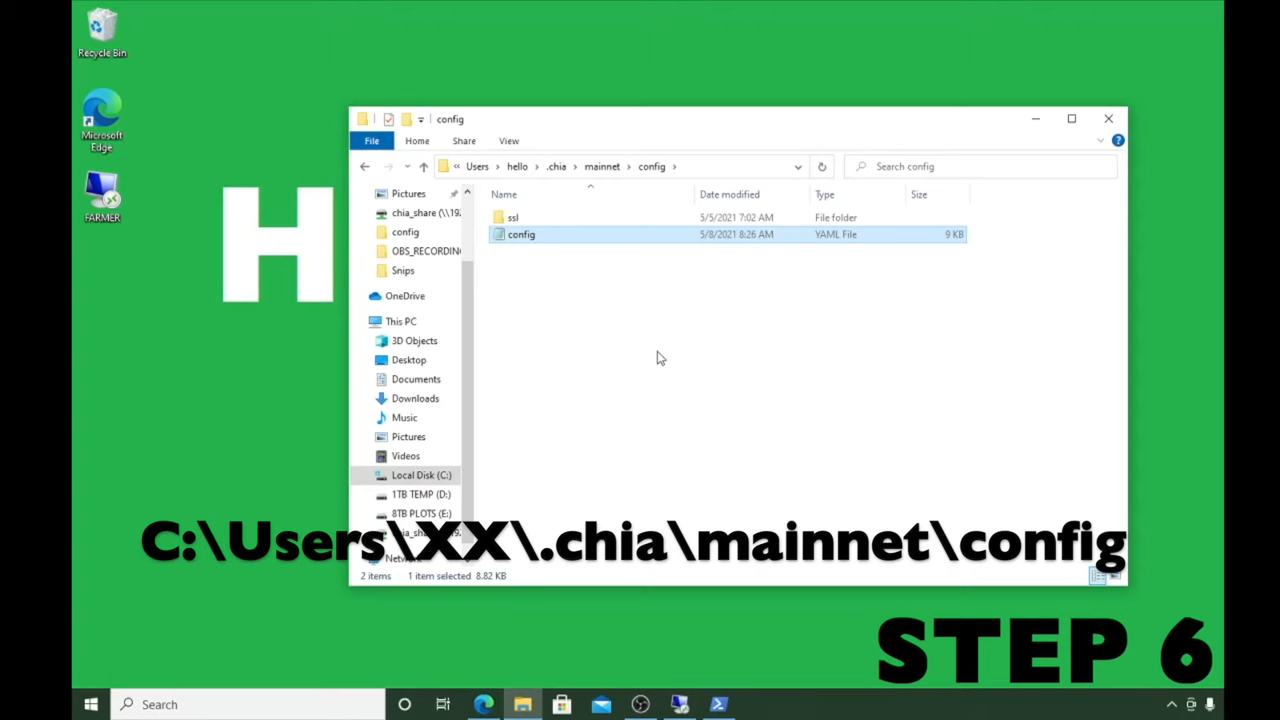 Recycle Bin
Microsoft
Edge
FARMER
H
config
File Home Share View
« Users › hello › .chia › mainnet › config ›
Search config
Pictures
chia_share (\\192
config
OBS_RECORDING
Snips
OneDrive
This PC
3D Objects
Desktop
Documents
Downloads
Music
Pictures
Videos
Local Disk (C:)
1TB TEMP (D:)
8TB PLOTS (E:)
Name Date modified Type Size
ssl 5/5/2021 7:02 AM File folder
config 5/8/2021 8:26 AM YAML File 9 KB
C:\Users\XX\.chia\mainnet\config
2 items 1 item selected 8.82 KB
STEP 6
Search